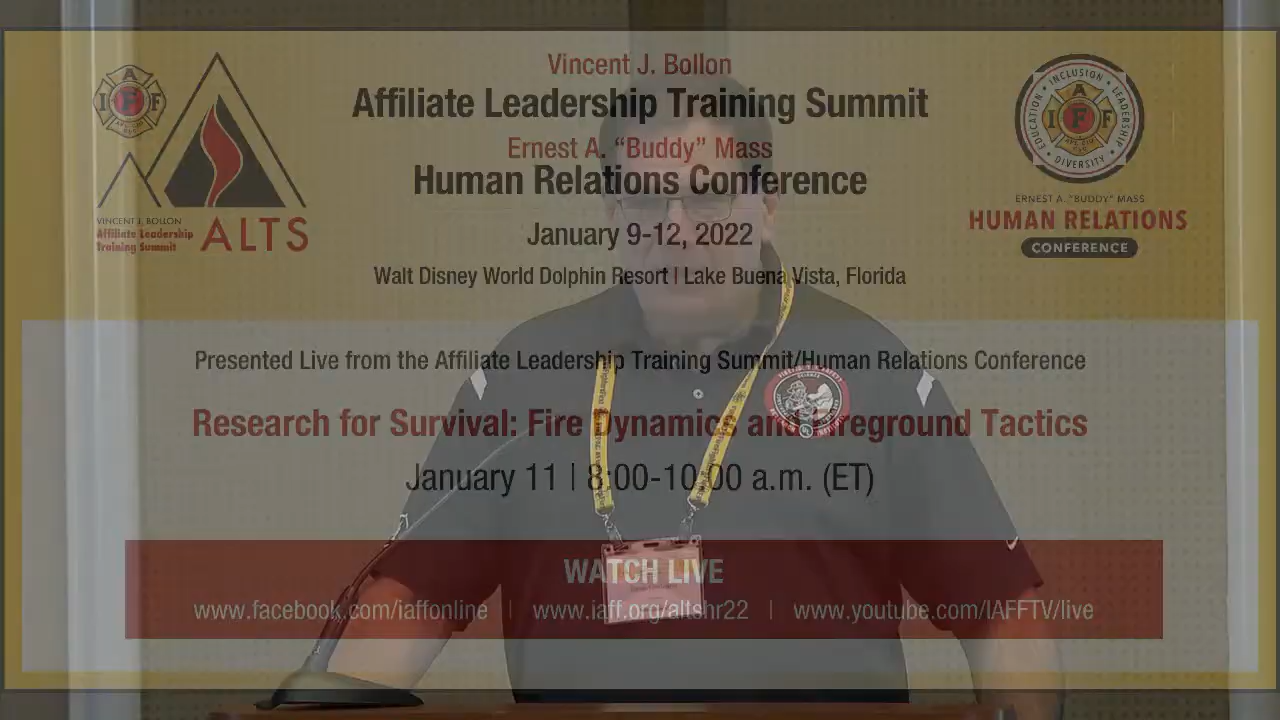 Vincent J. Bollon
Affiliate Leadership Training Summit
Ernest A. “Buddy” Mass
Human Relations Conference
January 9-12, 2022
Walt Disney World Dolphin Resort | Lake Buena Vista, Florida
I A F F
VINCENT J. BOLLON
Affiliate Leadership
Training Summit
ALTS
EDUCATION • INCLUSION • LEADERSHIP • DIVERSITY
I A F F
ERNEST A. “BUDDY” MASS
HUMAN RELATIONS
CONFERENCE
Presented Live from the Affiliate Leadership Training Summit/Human Relations Conference
Research for Survival: Fire Dynamics and Fireground Tactics
January 11 | 8:00-10:00 a.m. (ET)
WATCH LIVE
www.facebook.com/iaffonline | www.iaff.org/altshr22 | www.youtube.com/IAFFTV/live